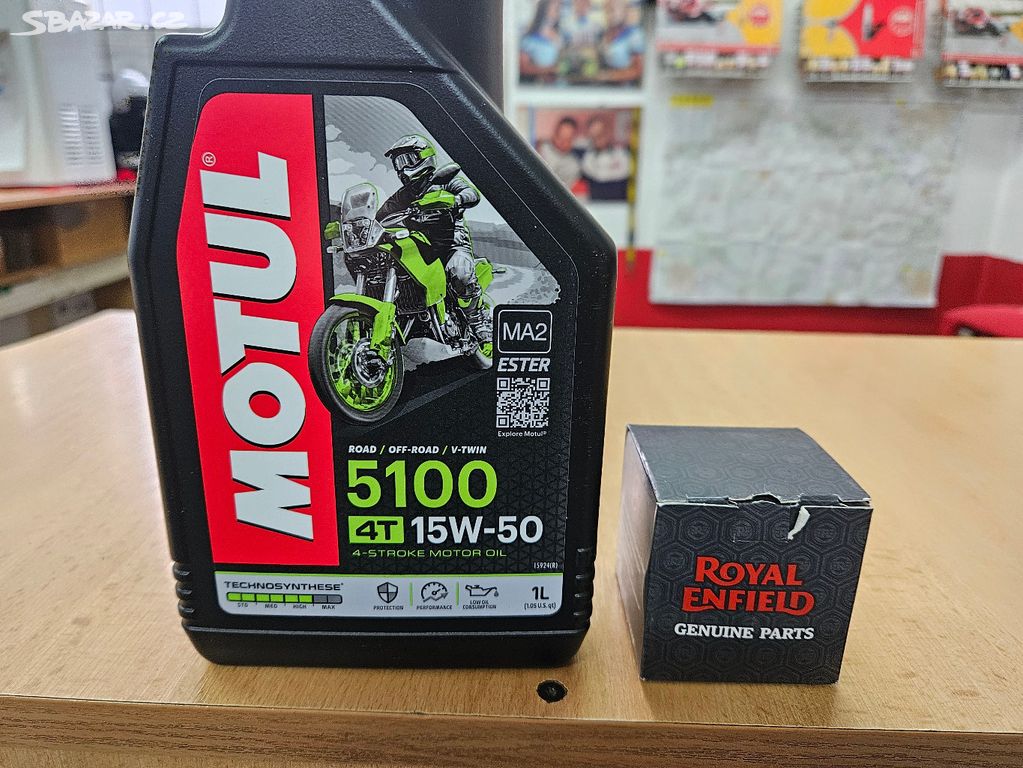 SBAZAR.CZ
MOTUL®
MA2
ESTER
Explore Motul®
ROAD / OFF-ROAD / V-TWIN
5100
4T 15W-50
4-STROKE MOTOR OIL
15924(R)
TECHNOSYNTHESE®
STD MED HIGH MAX
PROTECTION
PERFORMANCE
LOW OIL
CONSUMPTION
1L
(1.05 U.S. qt)
ROYAL
ENFIELD
GENUINE PARTS